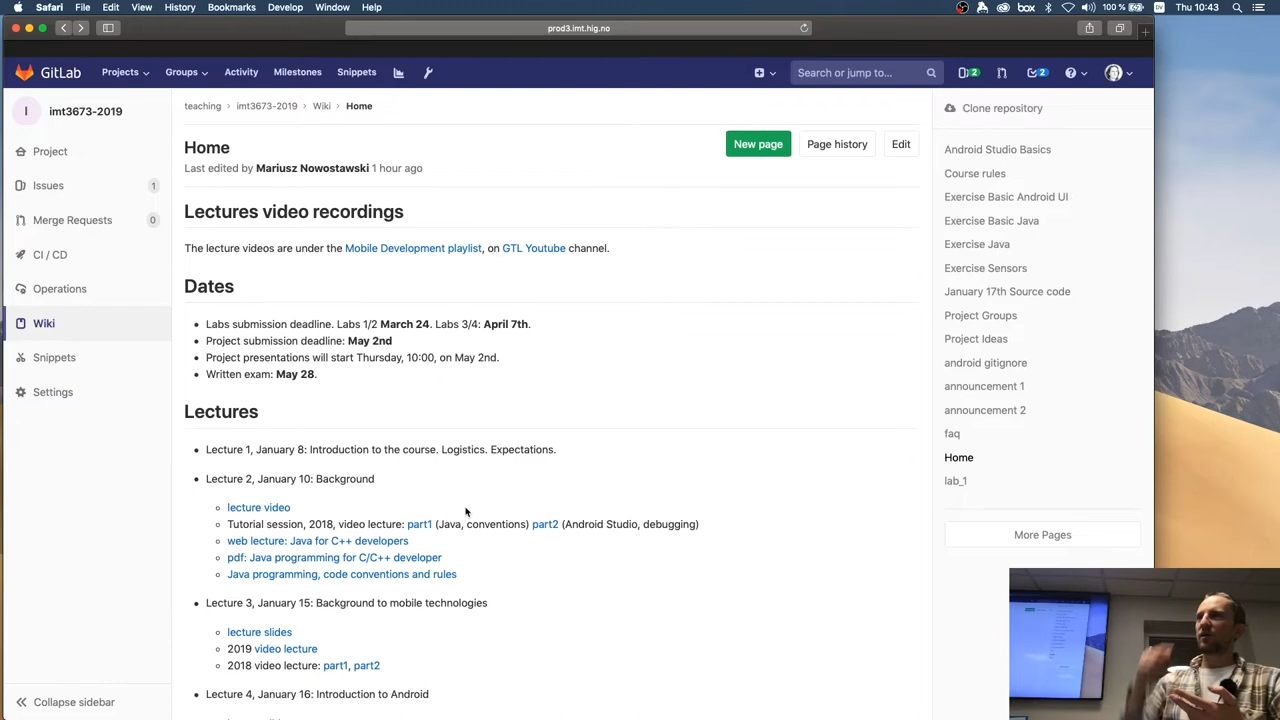 Safari File Edit View History Bookmarks Develop Window Help
box 100 % DV Thu 10:43
prod3.imt.hig.no
GitLab Projects Groups Activity Milestones Snippets
Search or jump to... 2 2
imt3673-2019
I
teaching > imt3673-2019 > Wiki > Home
Project
Issues 1
Merge Requests 0
CI / CD
Operations
Wiki
Snippets
Settings
Collapse sidebar
Home
New page Page history Edit
Last edited by Mariusz Nowostawski 1 hour ago
Lectures video recordings
The lecture videos are under the Mobile Development playlist, on GTL Youtube channel.
Dates
Labs submission deadline. Labs 1/2 March 24. Labs 3/4: April 7th.
Project submission deadline: May 2nd
Project presentations will start Thursday, 10:00, on May 2nd.
Written exam: May 28.
Lectures
Lecture 1, January 8: Introduction to the course. Logistics. Expectations.
Lecture 2, January 10: Background
lecture video
Tutorial session, 2018, video lecture: part1 (Java, conventions) part2 (Android Studio, debugging)
web lecture: Java for C++ developers
pdf: Java programming for C/C++ developer
Java programming, code conventions and rules
Lecture 3, January 15: Background to mobile technologies
lecture slides
2019 video lecture
2018 video lecture: part1, part2
Lecture 4, January 16: Introduction to Android
Clone repository
Android Studio Basics
Course rules
Exercise Basic Android UI
Exercise Basic Java
Exercise Java
Exercise Sensors
January 17th Source code
Project Groups
Project Ideas
android gitignore
announcement 1
announcement 2
faq
Home
lab_1
More Pages